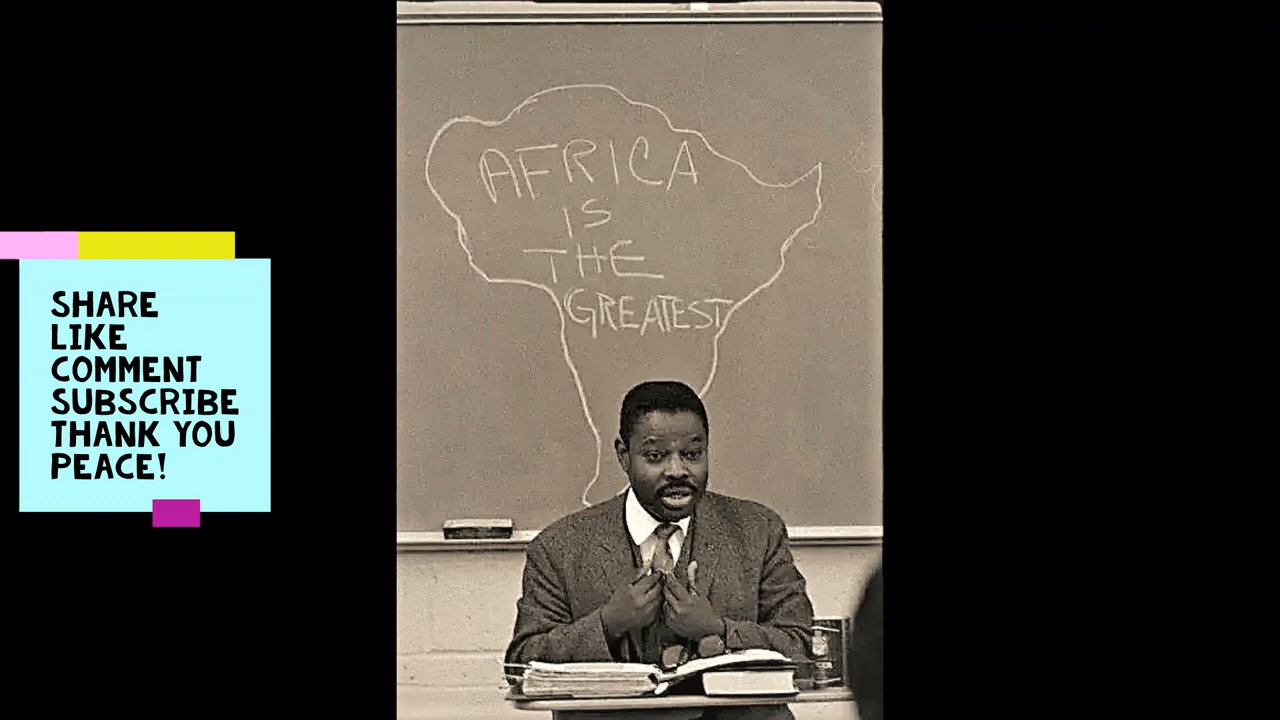 SHARE
LIKE
COMMENT
SUBSCRIBE
THANK YOU
PEACE!
AFRICA
IS
THE
GREATEST